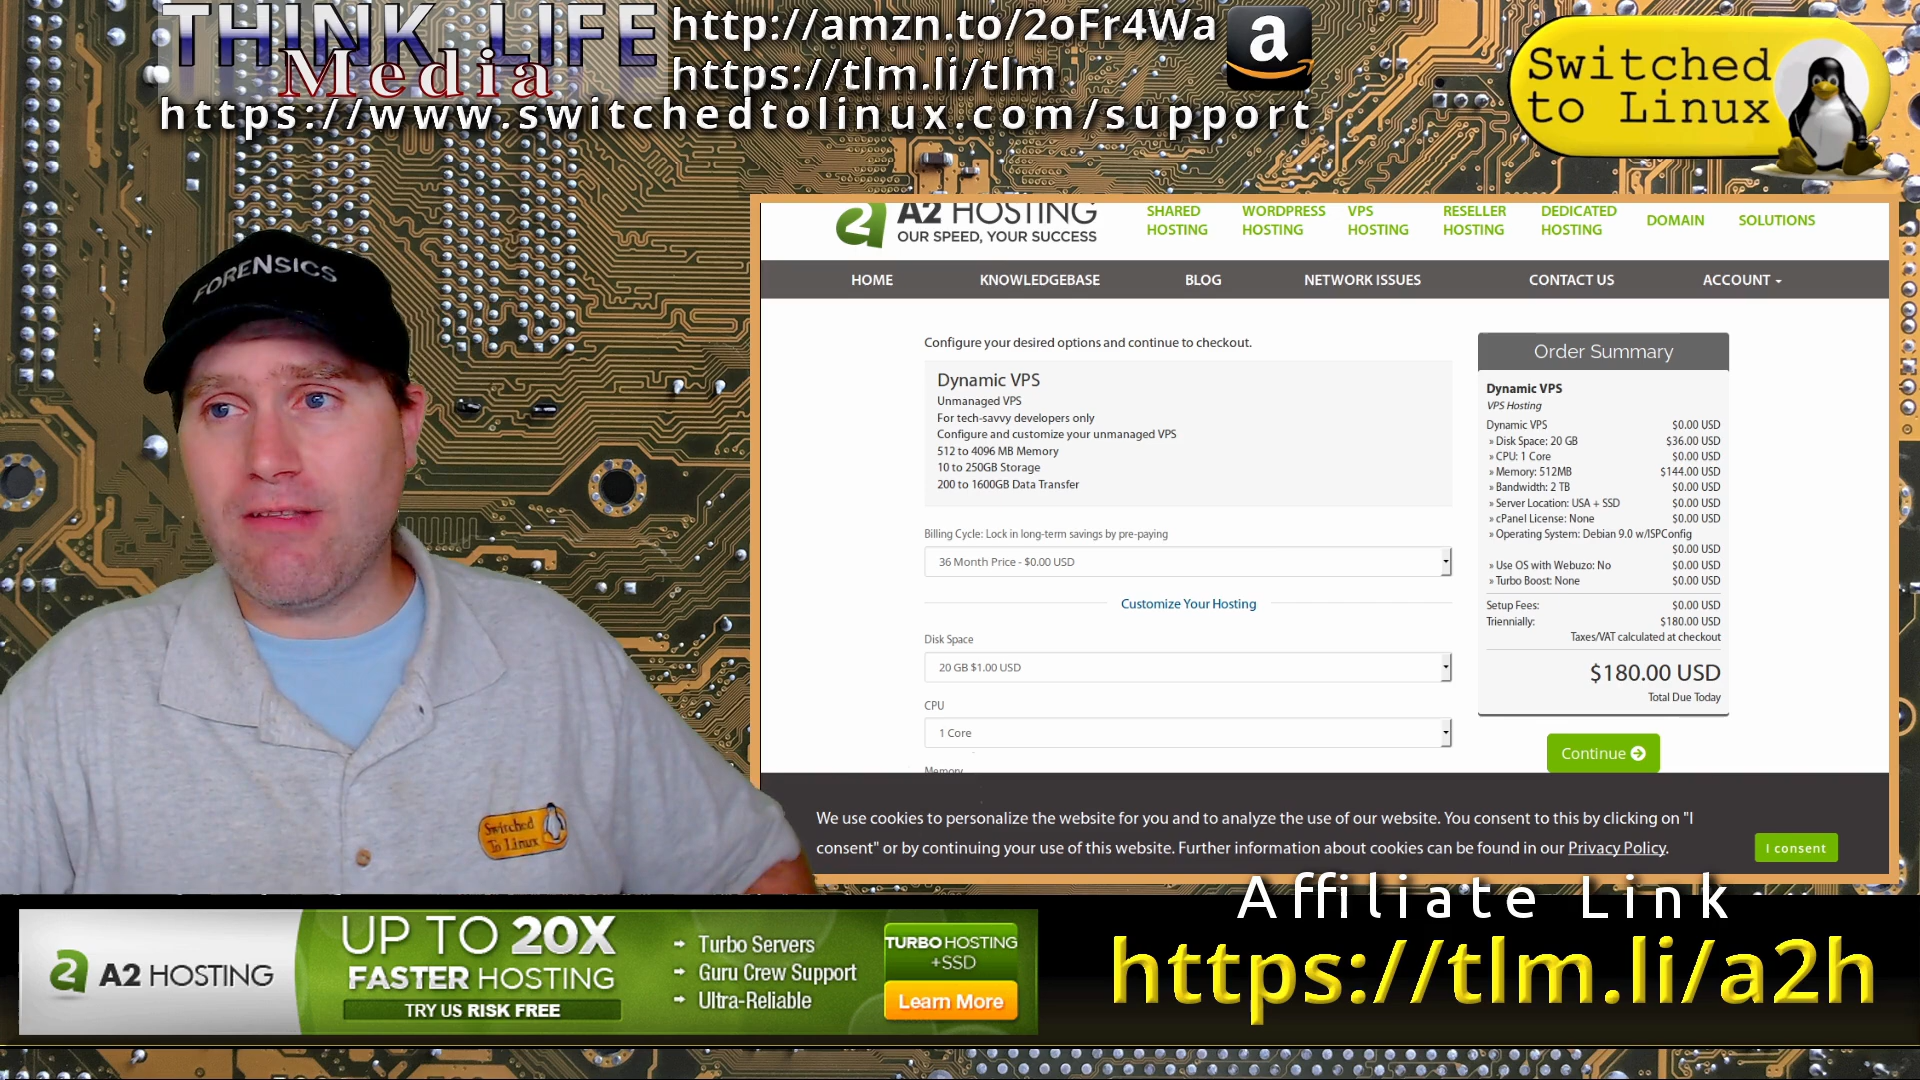 THINK LIFE
Media
http://amzn.to/2oFr4Wa
https://tlm.li/tlm
https://www.switchedtolinux.com/support
a
Switched
to Linux
FORENSICS
Switched
To Linux
A2 HOSTING
OUR SPEED, YOUR SUCCESS
SHARED
HOSTING
WORDPRESS
HOSTING
VPS
HOSTING
RESELLER
HOSTING
DEDICATED
HOSTING
DOMAIN
SOLUTIONS
HOME
KNOWLEDGEBASE
BLOG
NETWORK ISSUES
CONTACT US
ACCOUNT
Configure your desired options and continue to checkout.
Dynamic VPS
Unmanaged VPS
For tech-savvy developers only
Configure and customize your unmanaged VPS
512 to 4096 MB Memory
10 to 250GB Storage
200 to 1600GB Data Transfer
Billing Cycle: Lock in long-term savings by pre-paying
36 Month Price - $0.00 USD
Customize Your Hosting
Disk Space
20 GB $1.00 USD
CPU
1 Core
Memory
Order Summary
Dynamic VPS
VPS Hosting
Dynamic VPS $0.00 USD
» Disk Space: 20 GB $36.00 USD
» CPU: 1 Core $0.00 USD
» Memory: 512MB $144.00 USD
» Bandwidth: 2 TB $0.00 USD
» Server Location: USA + SSD $0.00 USD
» cPanel License: None $0.00 USD
» Operating System: Debian 9.0 w/ISPConfig
$0.00 USD
» Use OS with Webuzo: No $0.00 USD
» Turbo Boost: None $0.00 USD
Setup Fees: $0.00 USD
Triennially: $180.00 USD
Taxes/VAT calculated at checkout
$180.00 USD
Total Due Today
Continue
We use cookies to personalize the website for you and to analyze the use of our website. You consent to this by clicking on "I
consent" or by continuing your use of this website. Further information about cookies can be found in our Privacy Policy.
I consent
A2 HOSTING
UP TO 20X
FASTER HOSTING
TRY US RISK FREE
Turbo Servers
Guru Crew Support
Ultra-Reliable
TURBO HOSTING
+SSD
Learn More
Affiliate Link
https://tlm.li/a2h